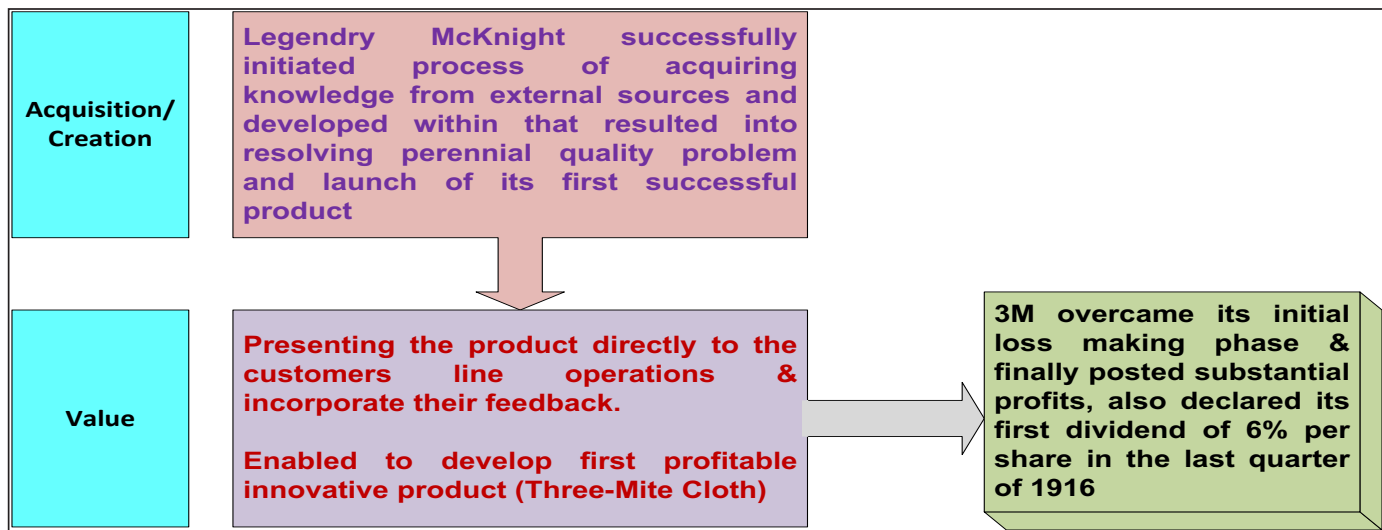 Acquisition/
Creation
Legendry McKnight successfully
initiated process of acquiring
knowledge from external sources and
developed within that resulted into
resolving perennial quality problem
and launch of its first successful
product
Value
Presenting the product directly to the
customers line operations &
incorporate their feedback.
Enabled to develop first profitable
innovative product (Three-Mite Cloth)
3M overcame its initial
loss making phase &
finally posted substantial
profits, also declared its
first dividend of 6% per
share in the last quarter
of 1916